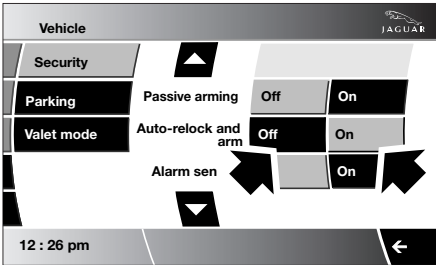 Vehicle
JAGUAR
Security
Parking
Passive arming
Off
On
Valet mode
Auto-relock and
arm
Off
On
Alarm sen
On
12 : 26 pm